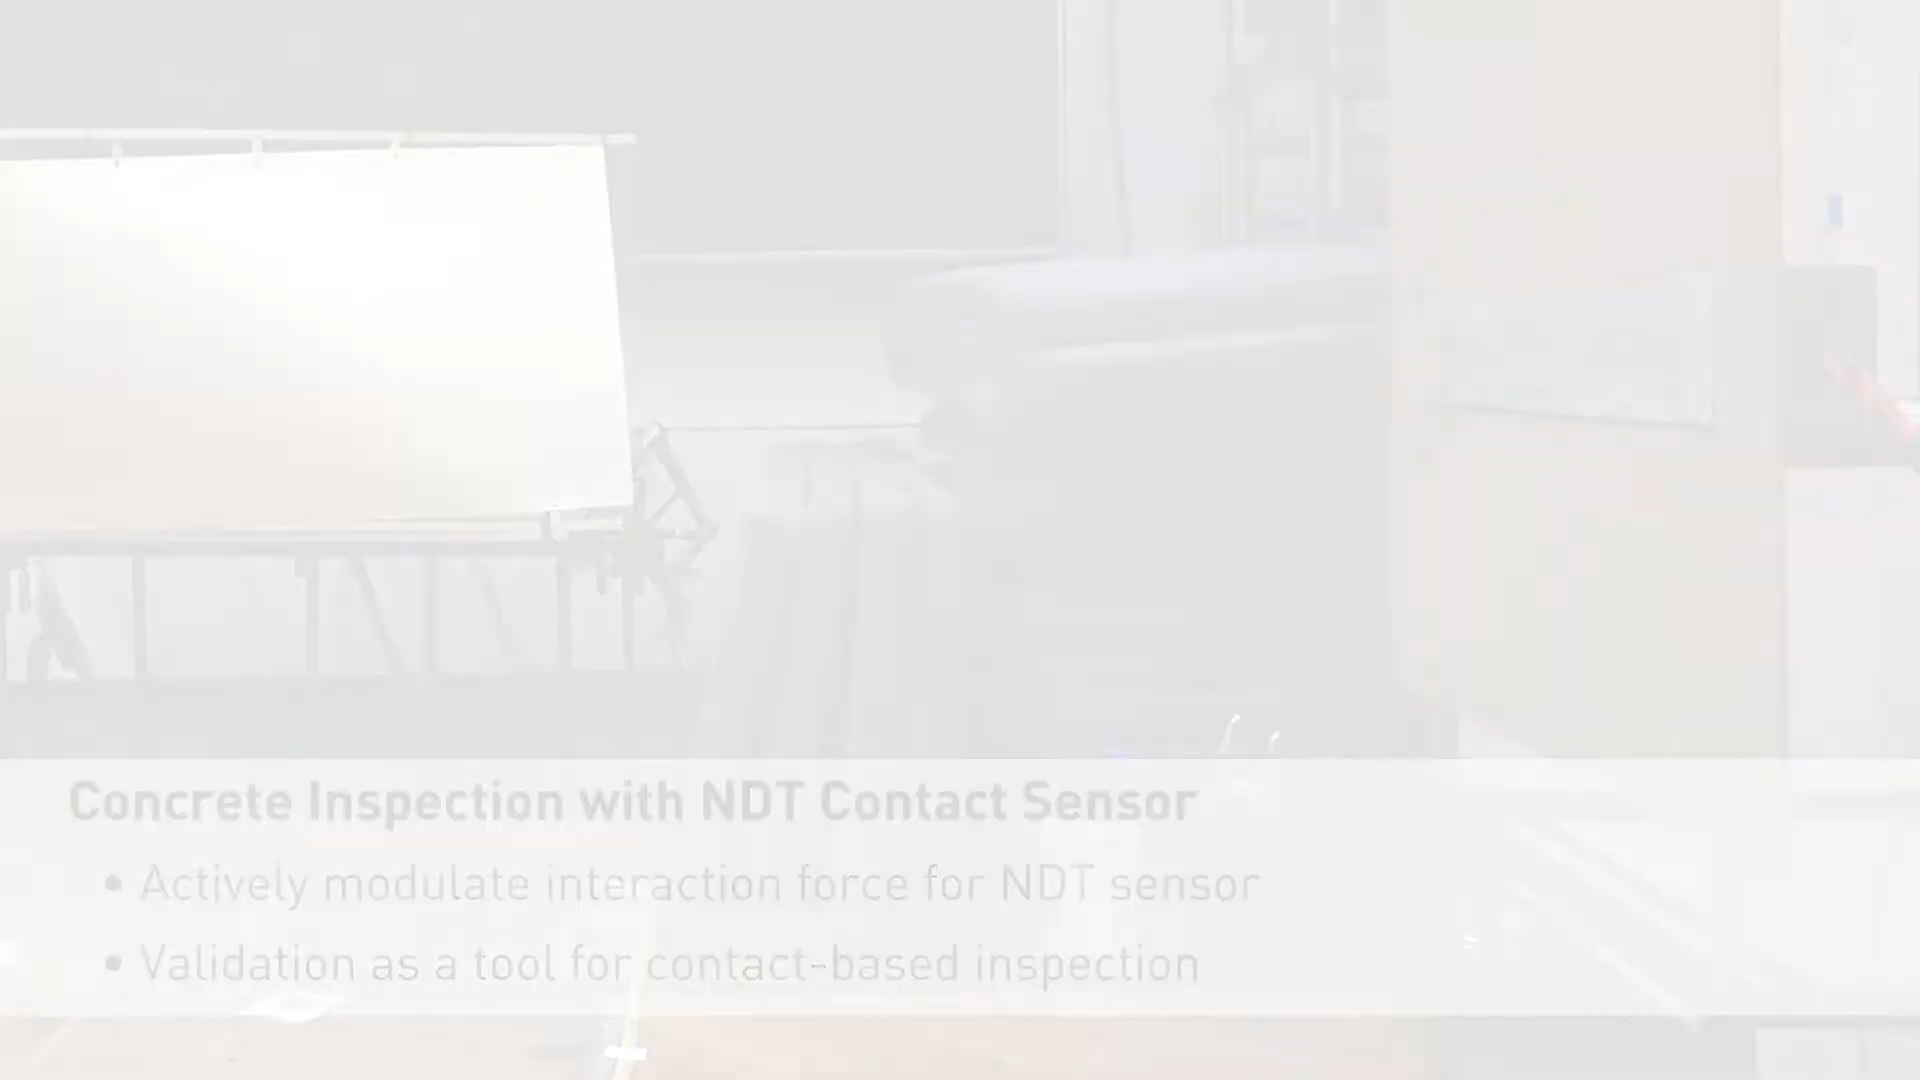 Concrete Inspection with NDT Contact Sensor
• Actively modulate interaction force for NDT sensor
• Validation as a tool for contact-based inspection